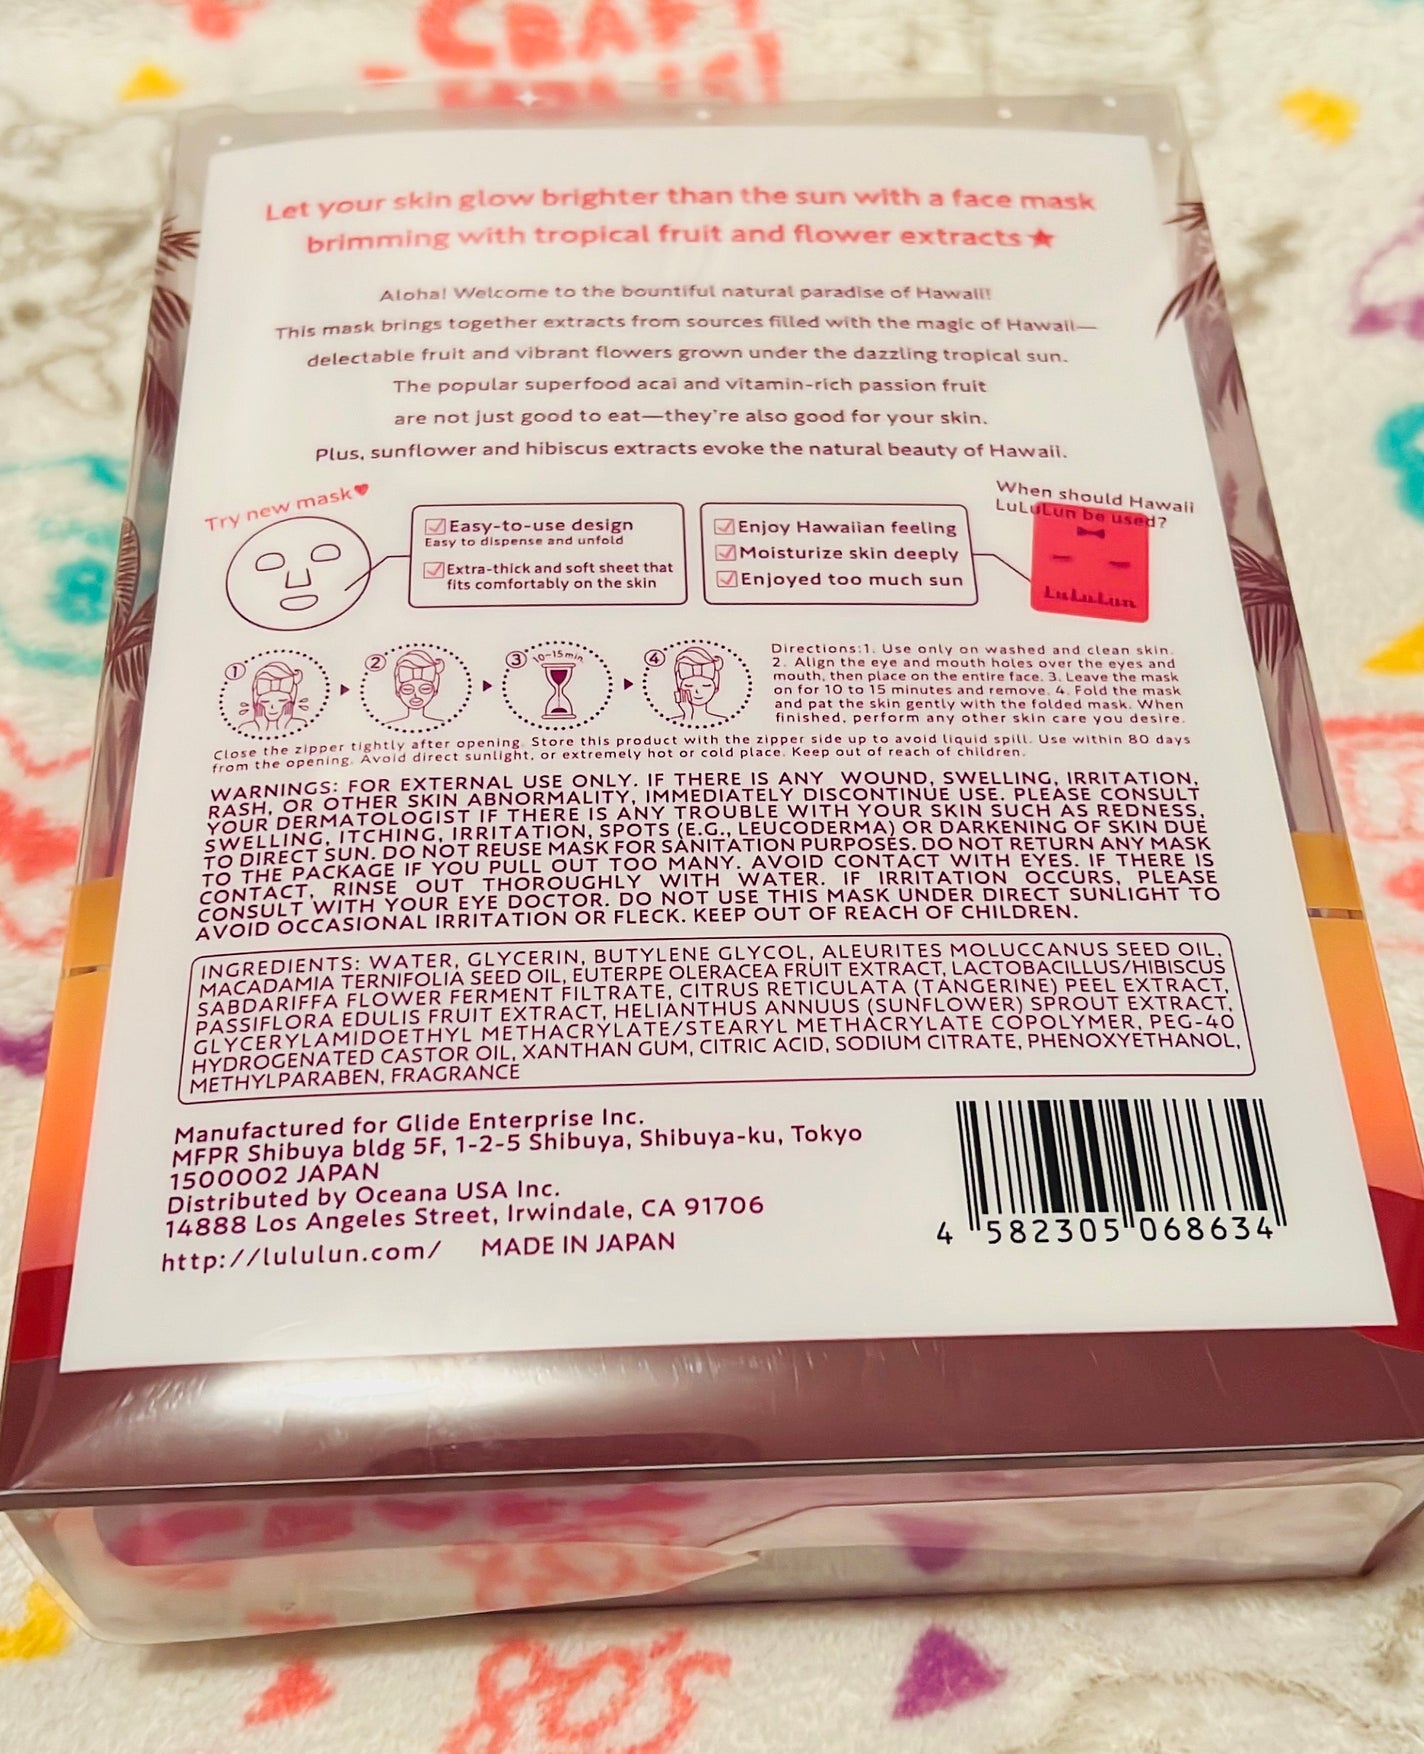 CRAFT
Let your skin glow brighter than the sun with a face mask
brimming with tropical fruit and flower extracts★
Aloha! Welcome to the bountiful natural paradise of Hawaii!
This mask brings together extracts from sources filled with the magic of Hawaii—
delectable fruit and vibrant flowers grown under the dazzling tropical sun.
The popular superfood acai and vitamin-rich passion fruit
are not just good to eat—they're also good for your skin.
Plus, sunflower and hibiscus extracts evoke the natural beauty of Hawaii.
Try new mask♥
☑Easy-to-use design
Easy to dispense and unfold
☑Extra-thick and soft sheet that
fits comfortably on the skin
☑Enjoy Hawaiian feeling
☑Moisturize skin deeply
☑Enjoyed too much sun
When should Hawaii
LuLuLun be used?
LuLuLun
①
②
③ 10~15min.
④
Directions:1. Use only on washed and clean skin.
2. Align the eye and mouth holes over the eyes and
mouth, then place on the entire face. 3. Leave the mask
on for 10 to 15 minutes and remove. 4. Fold the mask
and pat the skin gently with the folded mask. When
finished, perform any other skin care you desire.
Close the zipper tightly after opening. Store this product with the zipper side up to avoid liquid spill. Use within 80 days
from the opening. Avoid direct sunlight, or extremely hot or cold place. Keep out of reach of children.
WARNINGS: FOR EXTERNAL USE ONLY. IF THERE IS ANY WOUND, SWELLING, IRRITATION,
RASH, OR OTHER SKIN ABNORMALITY, IMMEDIATELY DISCONTINUE USE. PLEASE CONSULT
YOUR DERMATOLOGIST IF THERE IS ANY TROUBLE WITH YOUR SKIN SUCH AS REDNESS,
SWELLING, ITCHING, IRRITATION, SPOTS (E.G., LEUCODERMA) OR DARKENING OF SKIN DUE
TO DIRECT SUN. DO NOT REUSE MASK FOR SANITATION PURPOSES. DO NOT RETURN ANY MASK
TO THE PACKAGE IF YOU PULL OUT TOO MANY. AVOID CONTACT WITH EYES. IF THERE IS
CONTACT, RINSE OUT THOROUGHLY WITH WATER. IF IRRITATION OCCURS, PLEASE
CONSULT WITH YOUR EYE DOCTOR. DO NOT USE THIS MASK UNDER DIRECT SUNLIGHT TO
AVOID OCCASIONAL IRRITATION OR FLECK. KEEP OUT OF REACH OF CHILDREN.
INGREDIENTS: WATER, GLYCERIN, BUTYLENE GLYCOL, ALEURITES MOLUCCANUS SEED OIL,
MACADAMIA TERNIFOLIA SEED OIL, EUTERPE OLERACEA FRUIT EXTRACT, LACTOBACILLUS/HIBISCUS
SABDARIFFA FLOWER FERMENT FILTRATE, CITRUS RETICULATA (TANGERINE) PEEL EXTRACT,
PASSIFLORA EDULIS FRUIT EXTRACT, HELIANTHUS ANNUUS (SUNFLOWER) SPROUT EXTRACT,
GLYCERYLAMIDOETHYL METHACRYLATE/STEARYL METHACRYLATE COPOLYMER, PEG-40
HYDROGENATED CASTOR OIL, XANTHAN GUM, CITRIC ACID, SODIUM CITRATE, PHENOXYETHANOL,
METHYLPARABEN, FRAGRANCE
Manufactured for Glide Enterprise Inc.
MFPR Shibuya bldg 5F, 1-2-5 Shibuya, Shibuya-ku, Tokyo
1500002 JAPAN
Distributed by Oceana USA Inc.
14888 Los Angeles Street, Irwindale, CA 91706
http://lululun.com/ MADE IN JAPAN
4 582305 068634
80's